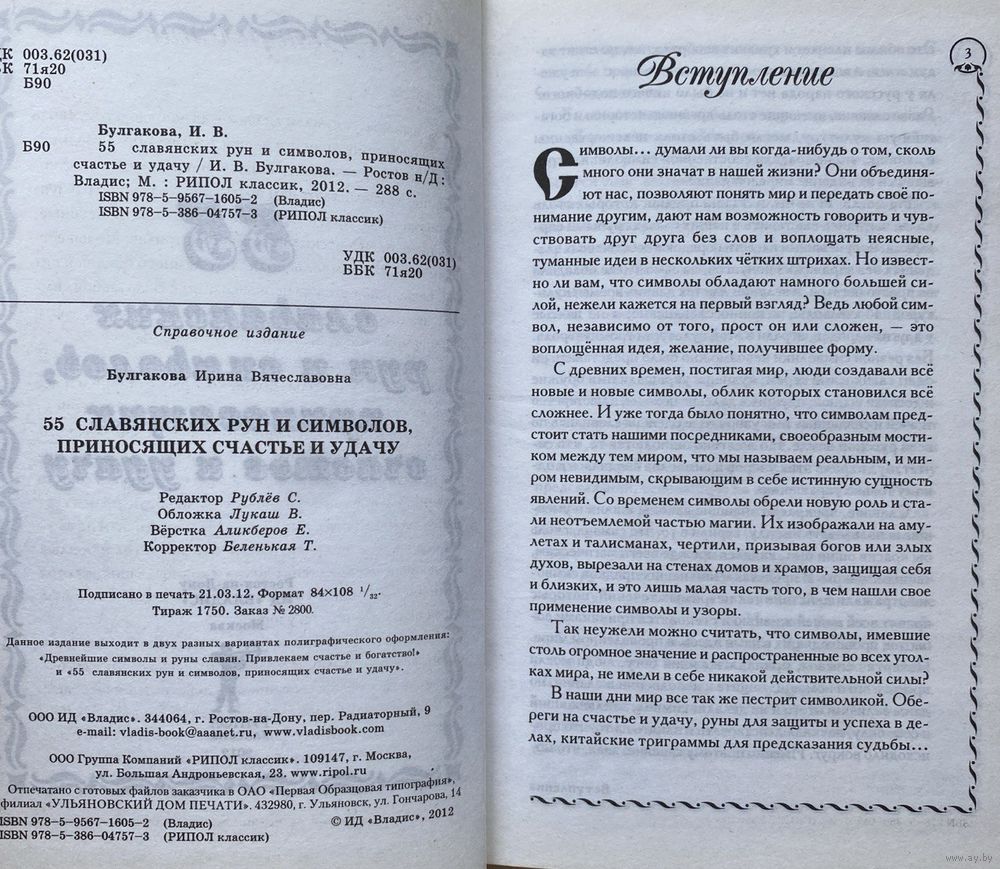 ДК 003.62(031)
БК 71я20
Б90
Булгакова, И. В.
Б90 55 славянских рун и символов, приносящих
счастье и удачу / И. В. Булгакова. — Ростов н/Д :
Владис; М. : РИПОЛ классик, 2012. — 288 с.
ISBN 978-5-9567-1605-2 (Владис)
ISBN 978-5-386-04757-3 (РИПОЛ классик)
УДК 003.62(031)
ББК 71я20
Справочное издание
Булгакова Ирина Вячеславовна
55 СЛАВЯНСКИХ РУН И СИМВОЛОВ,
ПРИНОСЯЩИХ СЧАСТЬЕ И УДАЧУ
Редактор Рублёв С.
Обложка Лукаш В.
Вёрстка Аликберов Е.
Корректор Беленькая Т.
Подписано в печать 21.03.12. Формат 84×108 1/32.
Тираж 1750. Заказ № 2800.
Данное издание выходит в двух разных вариантах полиграфического оформления:
«Древнейшие символы и руны славян. Привлекаем счастье и богатство!»
и «55 славянских рун и символов, приносящих счастье и удачу».
ООО ИД «Владис». 344064, г. Ростов-на-Дону, пер. Радиаторный, 9
e-mail: vladis-book@aaanet.ru, www.vladisbook.com
ООО Группа Компаний «РИПОЛ классик». 109147, г. Москва,
ул. Большая Андроньевская, 23. www.ripol.ru
Отпечатано с готовых файлов заказчика в ОАО «Первая Образцовая типография»,
филиал «УЛЬЯНОВСКИЙ ДОМ ПЕЧАТИ». 432980, г. Ульяновск, ул. Гончарова, 14
ISBN 978-5-9567-1605-2 (Владис) © ИД «Владис», 2012
ISBN 978-5-386-04757-3 (РИПОЛ классик)
3
Вступление
Символы... думали ли вы когда-нибудь о том, сколь
много они значат в нашей жизни? Они объединя-
ют нас, позволяют понять мир и передать своё по-
нимание другим, дают нам возможность говорить и чув-
ствовать друг друга без слов и воплощать неясные,
туманные идеи в нескольких чётких штрихах. Но извест-
но ли вам, что символы обладают намного большей си-
лой, нежели кажется на первый взгляд? Ведь любой сим-
вол, независимо от того, прост он или сложен, — это
воплощённая идея, желание, получившее форму.
С древних времен, постигая мир, люди создавали всё
новые и новые символы, облик которых становился всё
сложнее. И уже тогда было понятно, что символам пред-
стоит стать нашими посредниками, своеобразным мости-
ком между тем миром, что мы называем реальным, и ми-
ром невидимым, скрывающим в себе истинную сущность
явлений. Со временем символы обрели новую роль и ста-
ли неотъемлемой частью магии. Их изображали на аму-
летах и талисманах, чертили, призывая богов или злых
духов, вырезали на стенах домов и храмов, защищая себя
и близких, и это лишь малая часть того, в чем нашли свое
применение символы и узоры.
Так неужели можно считать, что символы, имевшие
столь огромное значение и распространенные во всех угол-
ках мира, не имели в себе никакой действительной силы?
В наши дни мир все так же пестрит символикой. Обе-
реги на счастье и удачу, руны для защиты и успеха в де-
лах, китайские триграммы для предсказания судьбы...
www.ay.by